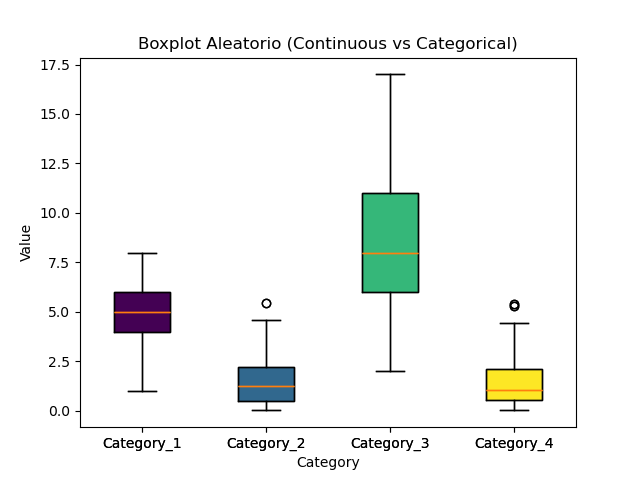 Boxplot Aleatorio (Continuous vs Categorical)
17.5
15.0
12.5
10.0
7.5
5.0
2.5
0.0
Value
Category_1 Category_2 Category_3 Category_4
Category